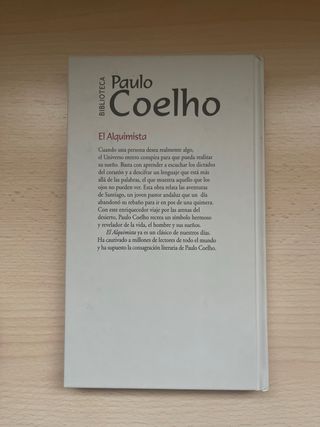 BIBLIOTECA
Paulo
Coelho
El Alquimista
Cuando una persona desea realmente algo,
el Universo entero conspira para que pueda realizar
su sueño. Basta con aprender a escuchar los dictados
del corazón y a descifrar un lenguaje que está más
allá de las palabras, el que muestra aquello que los
ojos no pueden ver. Esta obra relata las aventuras
de Santiago, un joven pastor andaluz que un día
abandonó su rebaño para ir en pos de una quimera.
Con este enriquecedor viaje por las arenas del
desierto, Paulo Coelho recrea un símbolo hermoso
y revelador de la vida, el hombre y sus sueños.
El Alquimista ya es un clásico de nuestros días.
Ha cautivado a millones de lectores de todo el mundo
y ha supuesto la consagración literaria de Paulo Coelho.